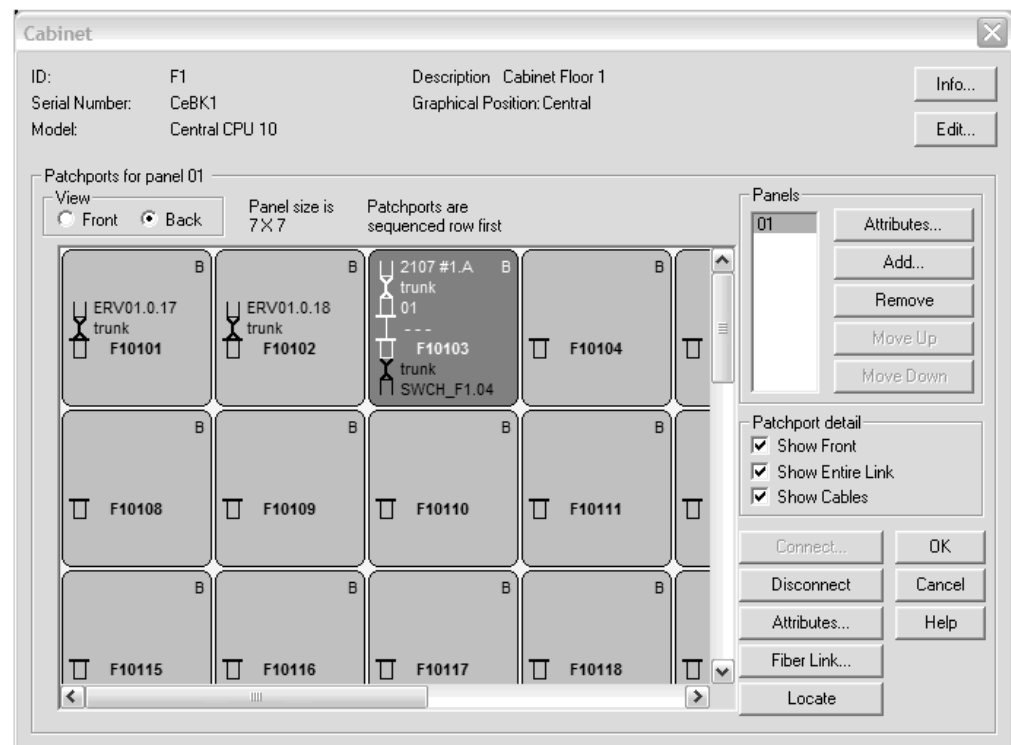 Cabinet
ID: F1 Description Cabinet Floor 1
Info...
Serial Number: CeBK1 Graphical Position: Central
Model: Central CPU 10
Edit...
Patchports for panel 01
View
Front Back
Panel size is
7 X 7
Patchports are
sequenced row first
B
ERV01.0.17
trunk
F10101
B
ERV01.0.18
trunk
F10102
2107 #1.A B
trunk
01
---
F10103
trunk
SWCH_F1.04
B
F10104
B
F10108
B
F10109
B
F10110
B
F10111
B
F10115
B
F10116
B
F10117
B
F10118
Panels
01
Attributes...
Add...
Remove
Move Up
Move Down
Patchport detail
Show Front
Show Entire Link
Show Cables
Connect... OK
Disconnect Cancel
Attributes... Help
Fiber Link...
Locate